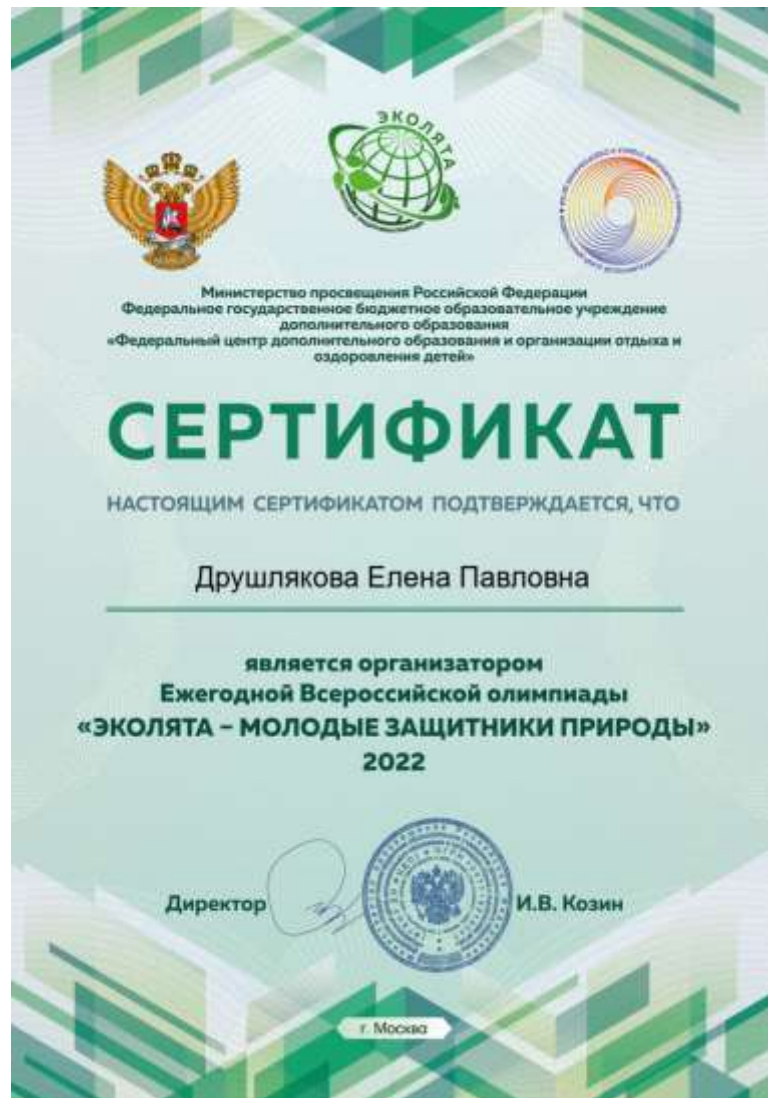 ЭКОЛЯТА
Министерство просвещения Российской Федерации
Федеральное государственное бюджетное образовательное учреждение
дополнительного образования
«Федеральный центр дополнительного образования и организации отдыха и
оздоровления детей»
СЕРТИФИКАТ
НАСТОЯЩИМ СЕРТИФИКАТОМ ПОДТВЕРЖДАЕТСЯ, ЧТО
Друшлякова Елена Павловна
является организатором
Ежегодной Всероссийской олимпиады
«ЭКОЛЯТА – МОЛОДЫЕ ЗАЩИТНИКИ ПРИРОДЫ»
2022
Директор И.В. Козин
г. Москва